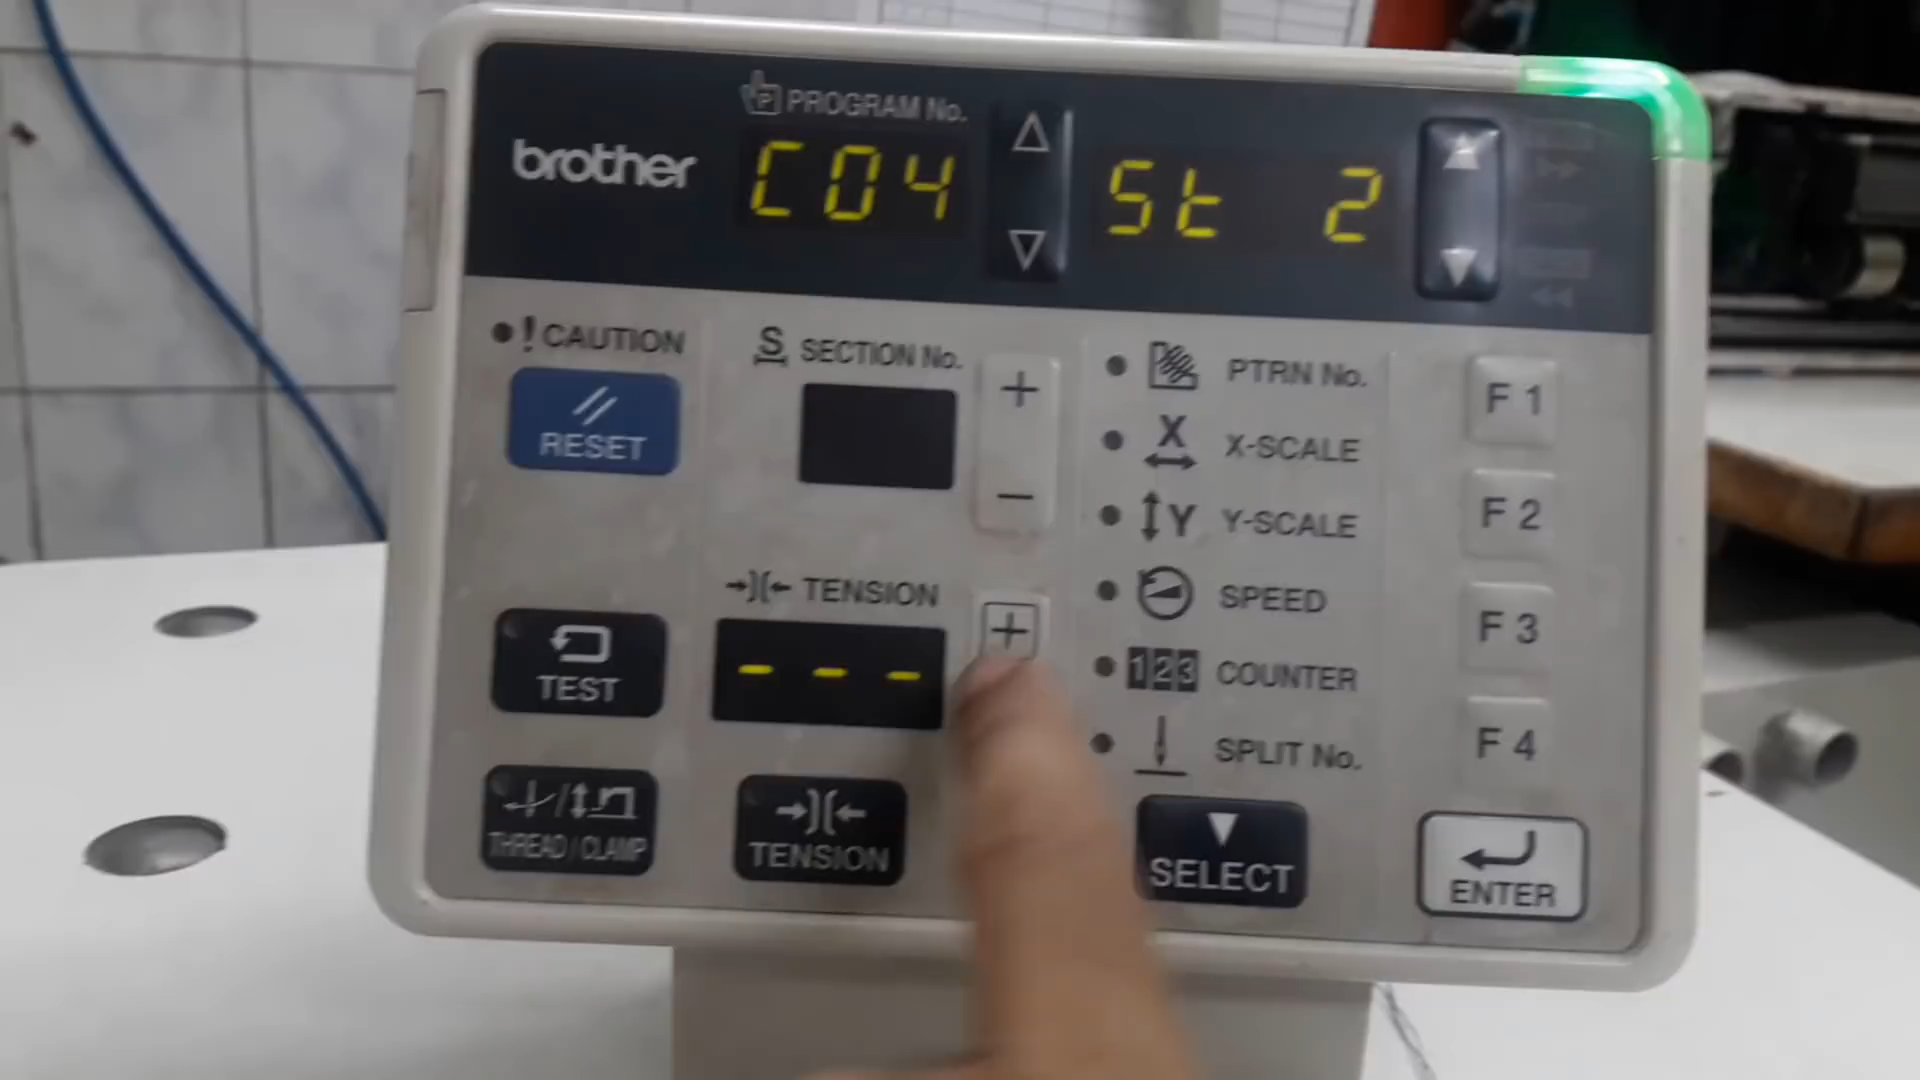 PROGRAM No.
brother
C04
St 2
! CAUTION
RESET
S SECTION No.
+
−
PTRN No.
X X-SCALE
Y Y-SCALE
SPEED
123 COUNTER
SPLIT No.
F 1
F 2
F 3
F 4
TENSION
- - -
+
TEST
THREAD / CLAMP
TENSION
SELECT
ENTER